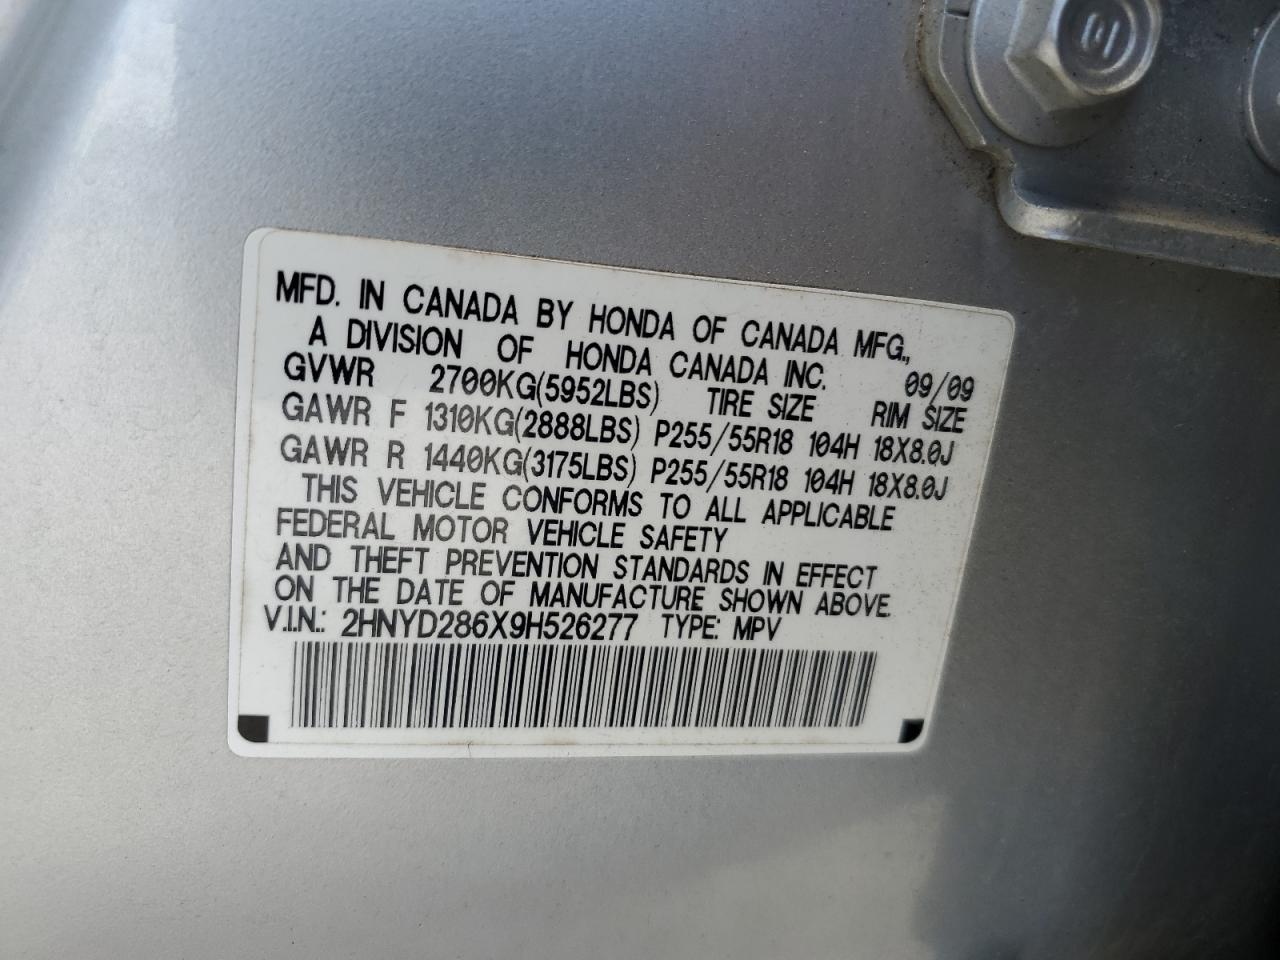 MFD. IN CANADA BY HONDA OF CANADA MFG.,
A DIVISION OF HONDA CANADA INC. 09/09
GVWR 2700KG(5952LBS) TIRE SIZE RIM SIZE
GAWR F 1310KG(2888LBS) P255/55R18 104H 18X8.0J
GAWR R 1440KG(3175LBS) P255/55R18 104H 18X8.0J
THIS VEHICLE CONFORMS TO ALL APPLICABLE
FEDERAL MOTOR VEHICLE SAFETY
AND THEFT PREVENTION STANDARDS IN EFFECT
ON THE DATE OF MANUFACTURE SHOWN ABOVE.
V.I.N.: 2HNYD286X9H526277 TYPE: MPV